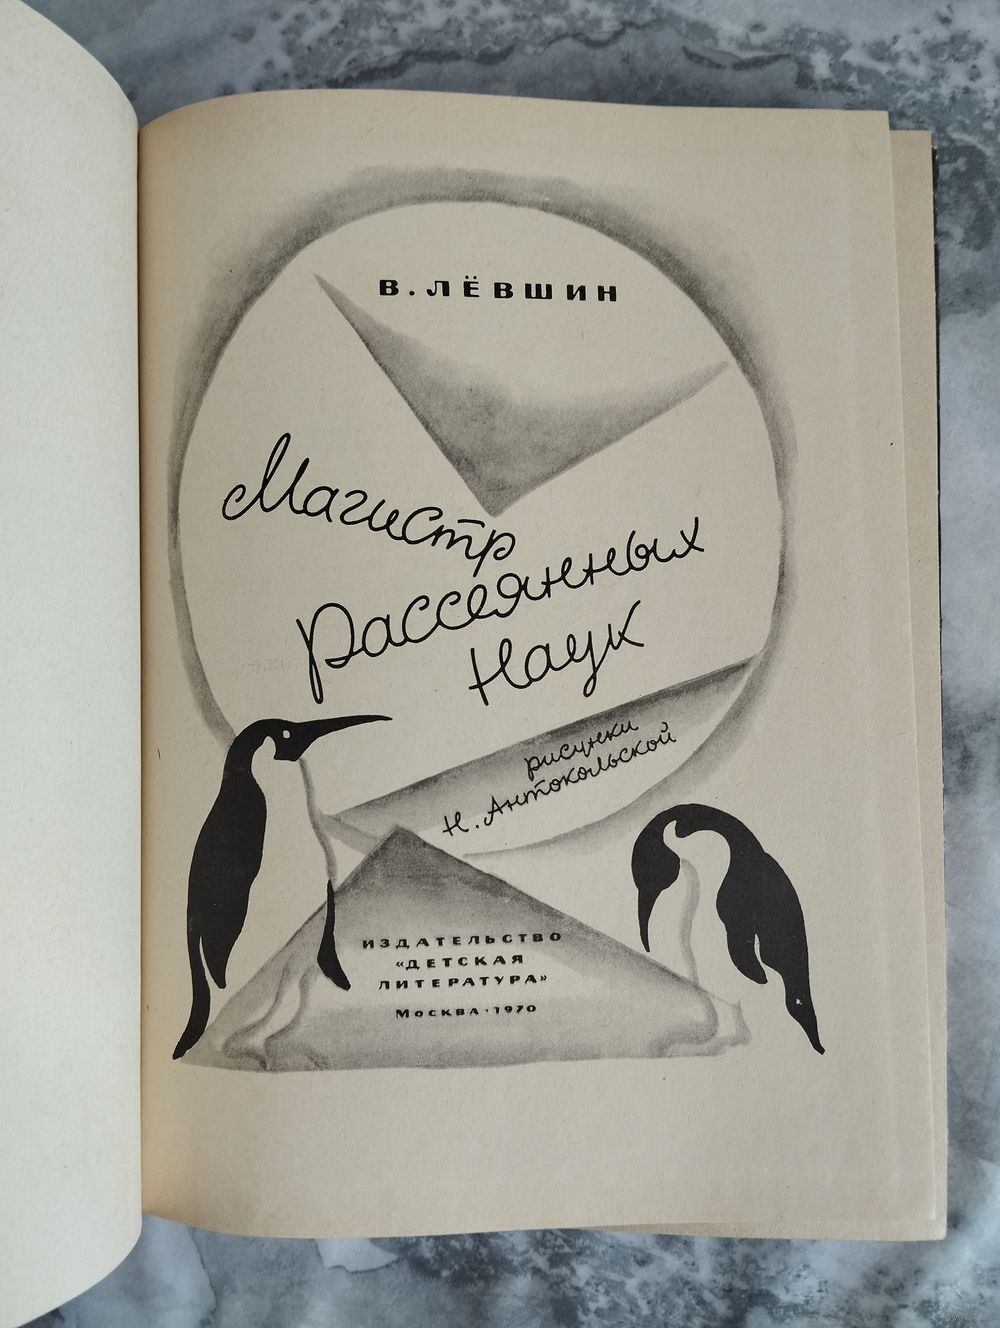 В. ЛЁВШИН
Магистр
рассеянных
наук
рисунки
Н. Антокольской
ИЗДАТЕЛЬСТВО
«ДЕТСКАЯ
ЛИТЕРАТУРА»
МОСКВА · 1970